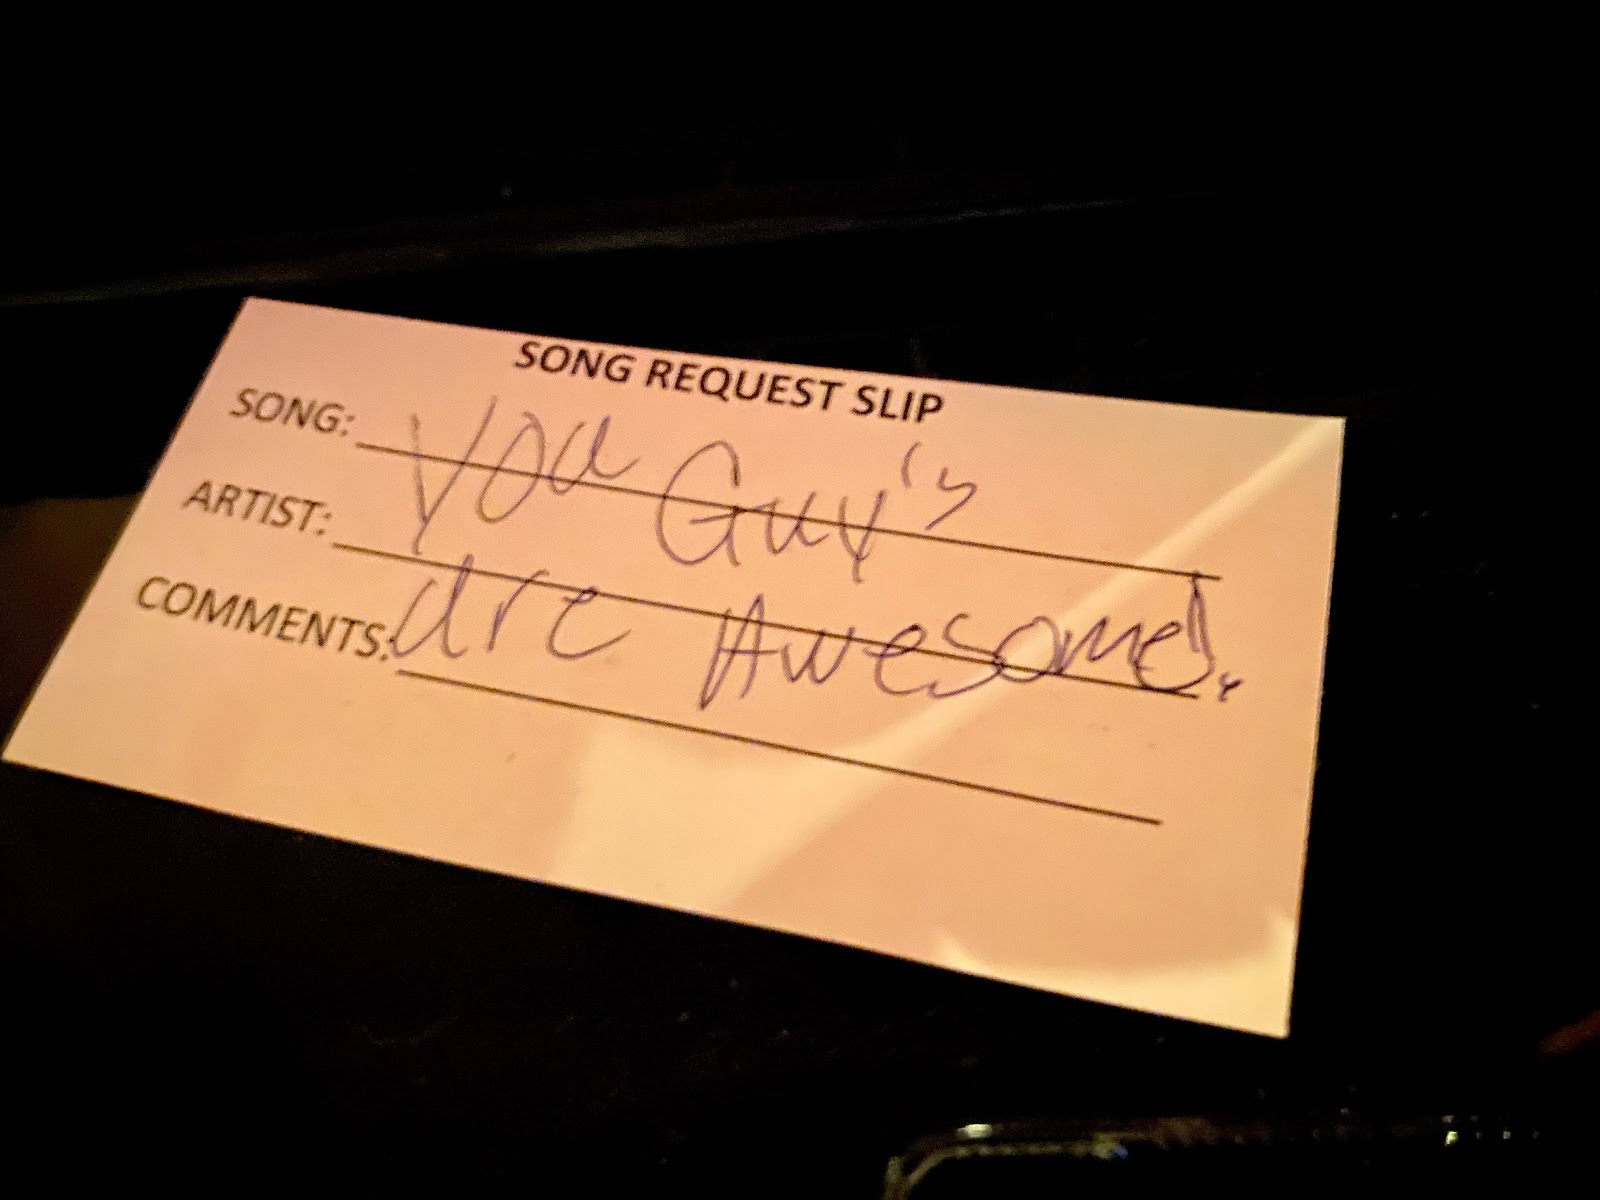 SONG REQUEST SLIP
SONG: You Guy's
ARTIST:
COMMENTS: are Awesome!